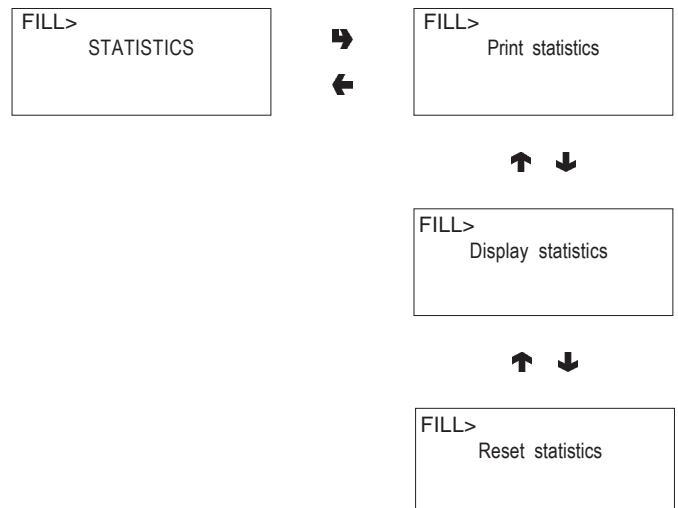 FILL>
STATISTICS
FILL>
Print statistics
FILL>
Display statistics
FILL>
Reset statistics